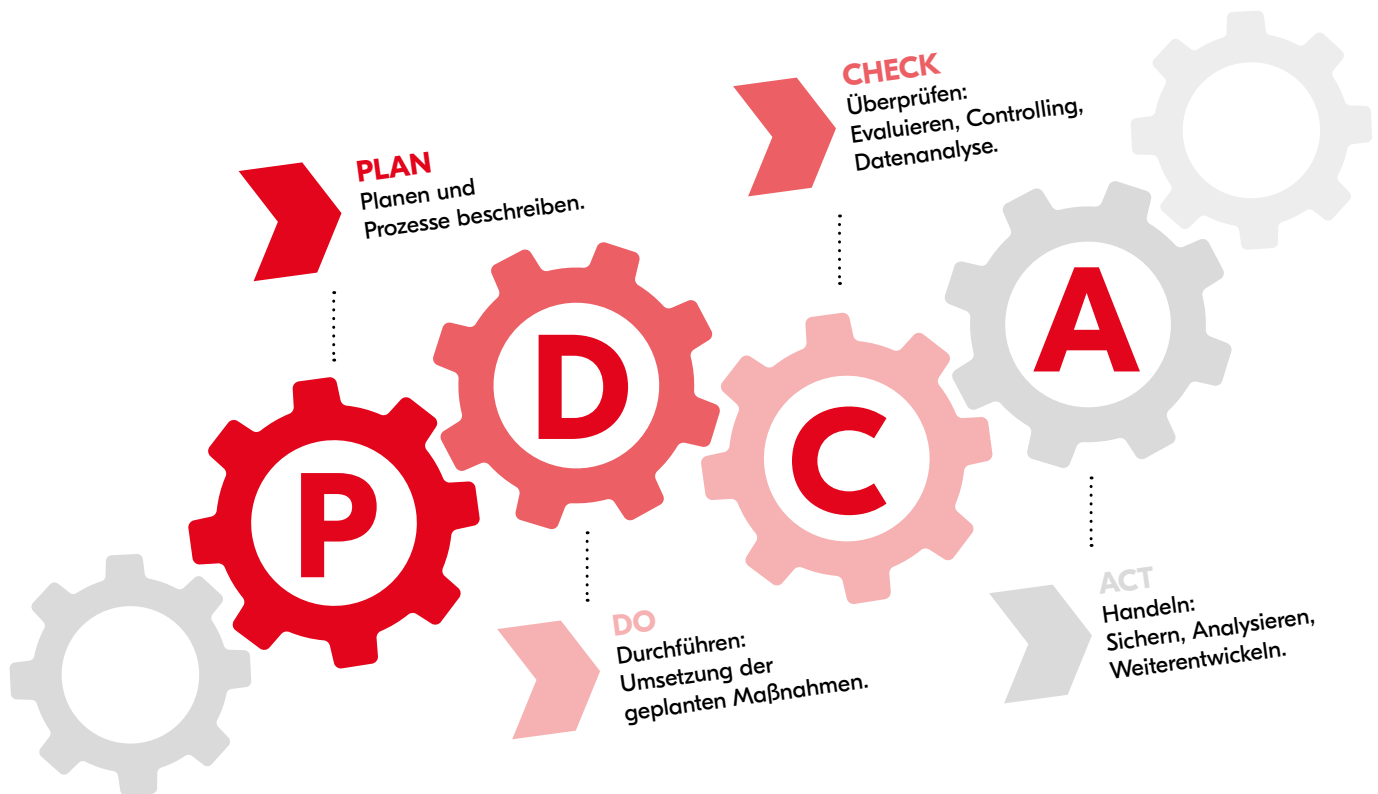 PLAN
Planen und
Prozesse beschreiben.
CHECK
Überprüfen:
Evaluieren, Controlling,
Datenanalyse.
P
D
C
A
DO
Durchführen:
Umsetzung der
geplanten Maßnahmen.
ACT
Handeln:
Sichern, Analysieren,
Weiterentwickeln.